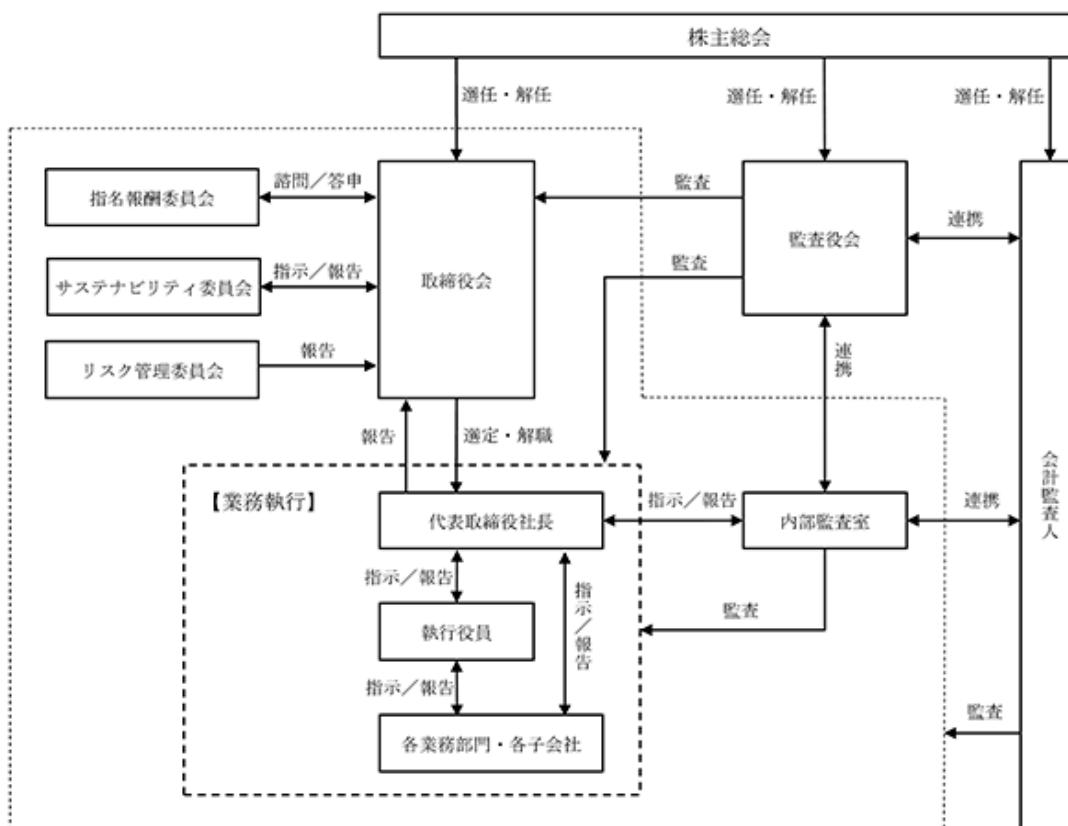 株主総会
選任・解任
選任・解任
選任・解任
指名報酬委員会
諮問／答申
取締役会
監査
監査役会
連携
サステナビリティ委員会
指示／報告
監査
リスク管理委員会
報告
連携
報告
選定・解職
【業務執行】
代表取締役社長
指示／報告
内部監査室
連携
会計監査人
指示／報告
指示／報告
執行役員
監査
指示／報告
各業務部門・各子会社
監査